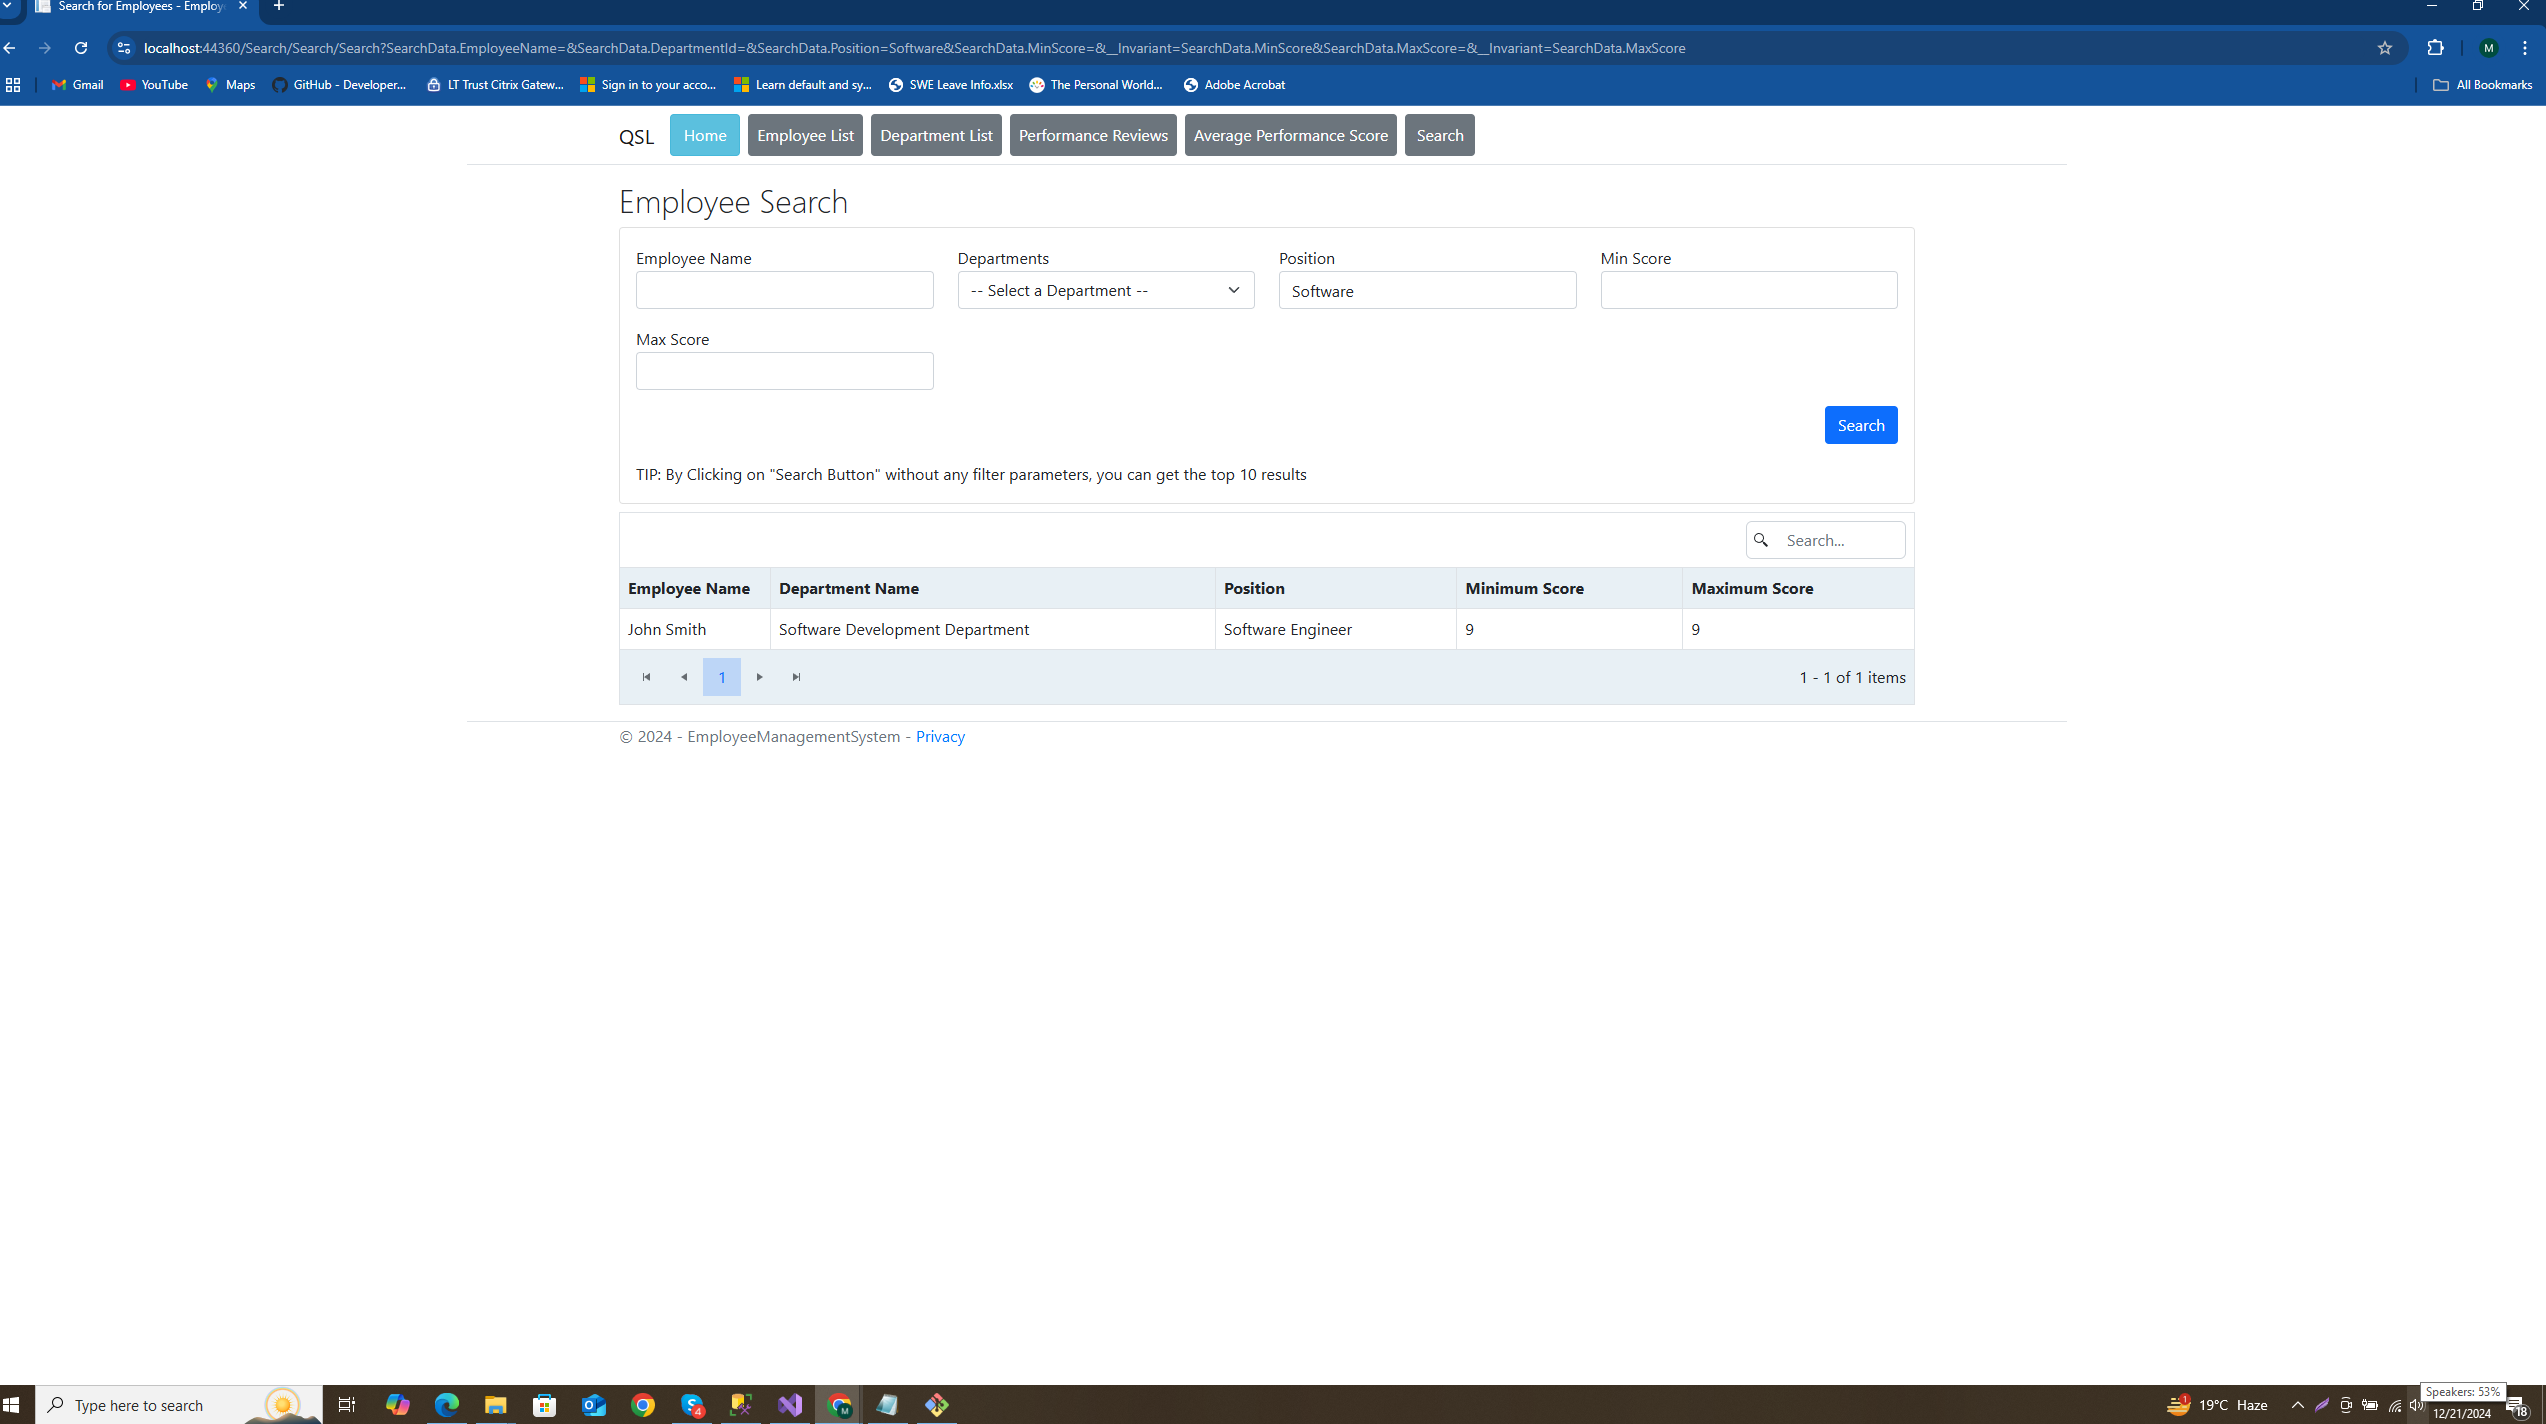 Search for Employees - Employ
localhost:44360/Search/Search/Search?SearchData.EmployeeName=&SearchData.DepartmentId=&SearchData.Position=Software&SearchData.MinScore=&__Invariant=SearchData.MinScore&SearchData.MaxScore=&__Invariant=SearchData.MaxScore
M
Gmail YouTube Maps GitHub - Developer... LT Trust Citrix Gatew... Sign in to your acco... Learn default and sy... SWE Leave Info.xlsx The Personal World... Adobe Acrobat All Bookmarks
QSL Home Employee List Department List Performance Reviews Average Performance Score Search
Employee Search
Employee Name Departments Position Min Score
-- Select a Department -- Software
Max Score
Search
TIP: By Clicking on "Search Button" without any filter parameters, you can get the top 10 results
Search...
Employee Name Department Name Position Minimum Score Maximum Score
John Smith Software Development Department Software Engineer 9 9
1 1 - 1 of 1 items
© 2024 - EmployeeManagementSystem - Privacy
Speakers: 53%
Type here to search 4 M 1 19°C Haze 12/21/2024 18